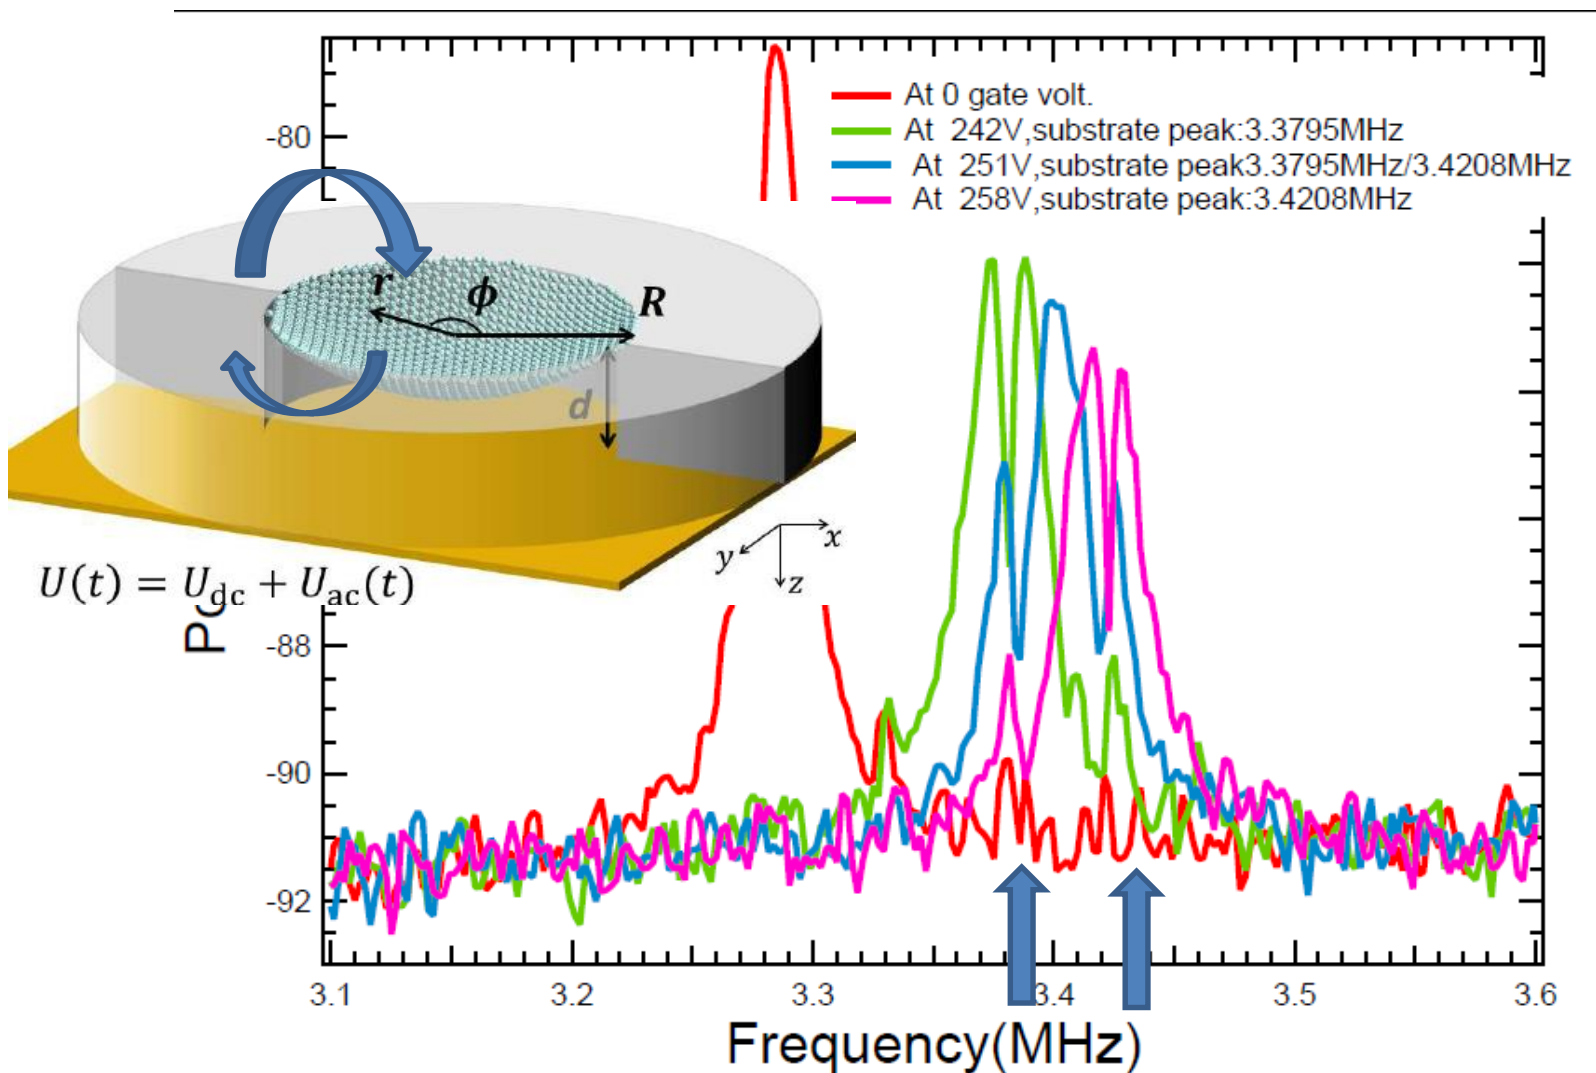 At 0 gate volt.
At 242V,substrate peak:3.3795MHz
At 251V,substrate peak3.3795MHz/3.4208MHz
At 258V,substrate peak:3.4208MHz
-80
r
ϕ
R
d
x
y
z
U(t) = U_dc + U_ac(t)
-88
-90
-92
3.1
3.2
3.3
3.4
3.5
3.6
Frequency(MHz)